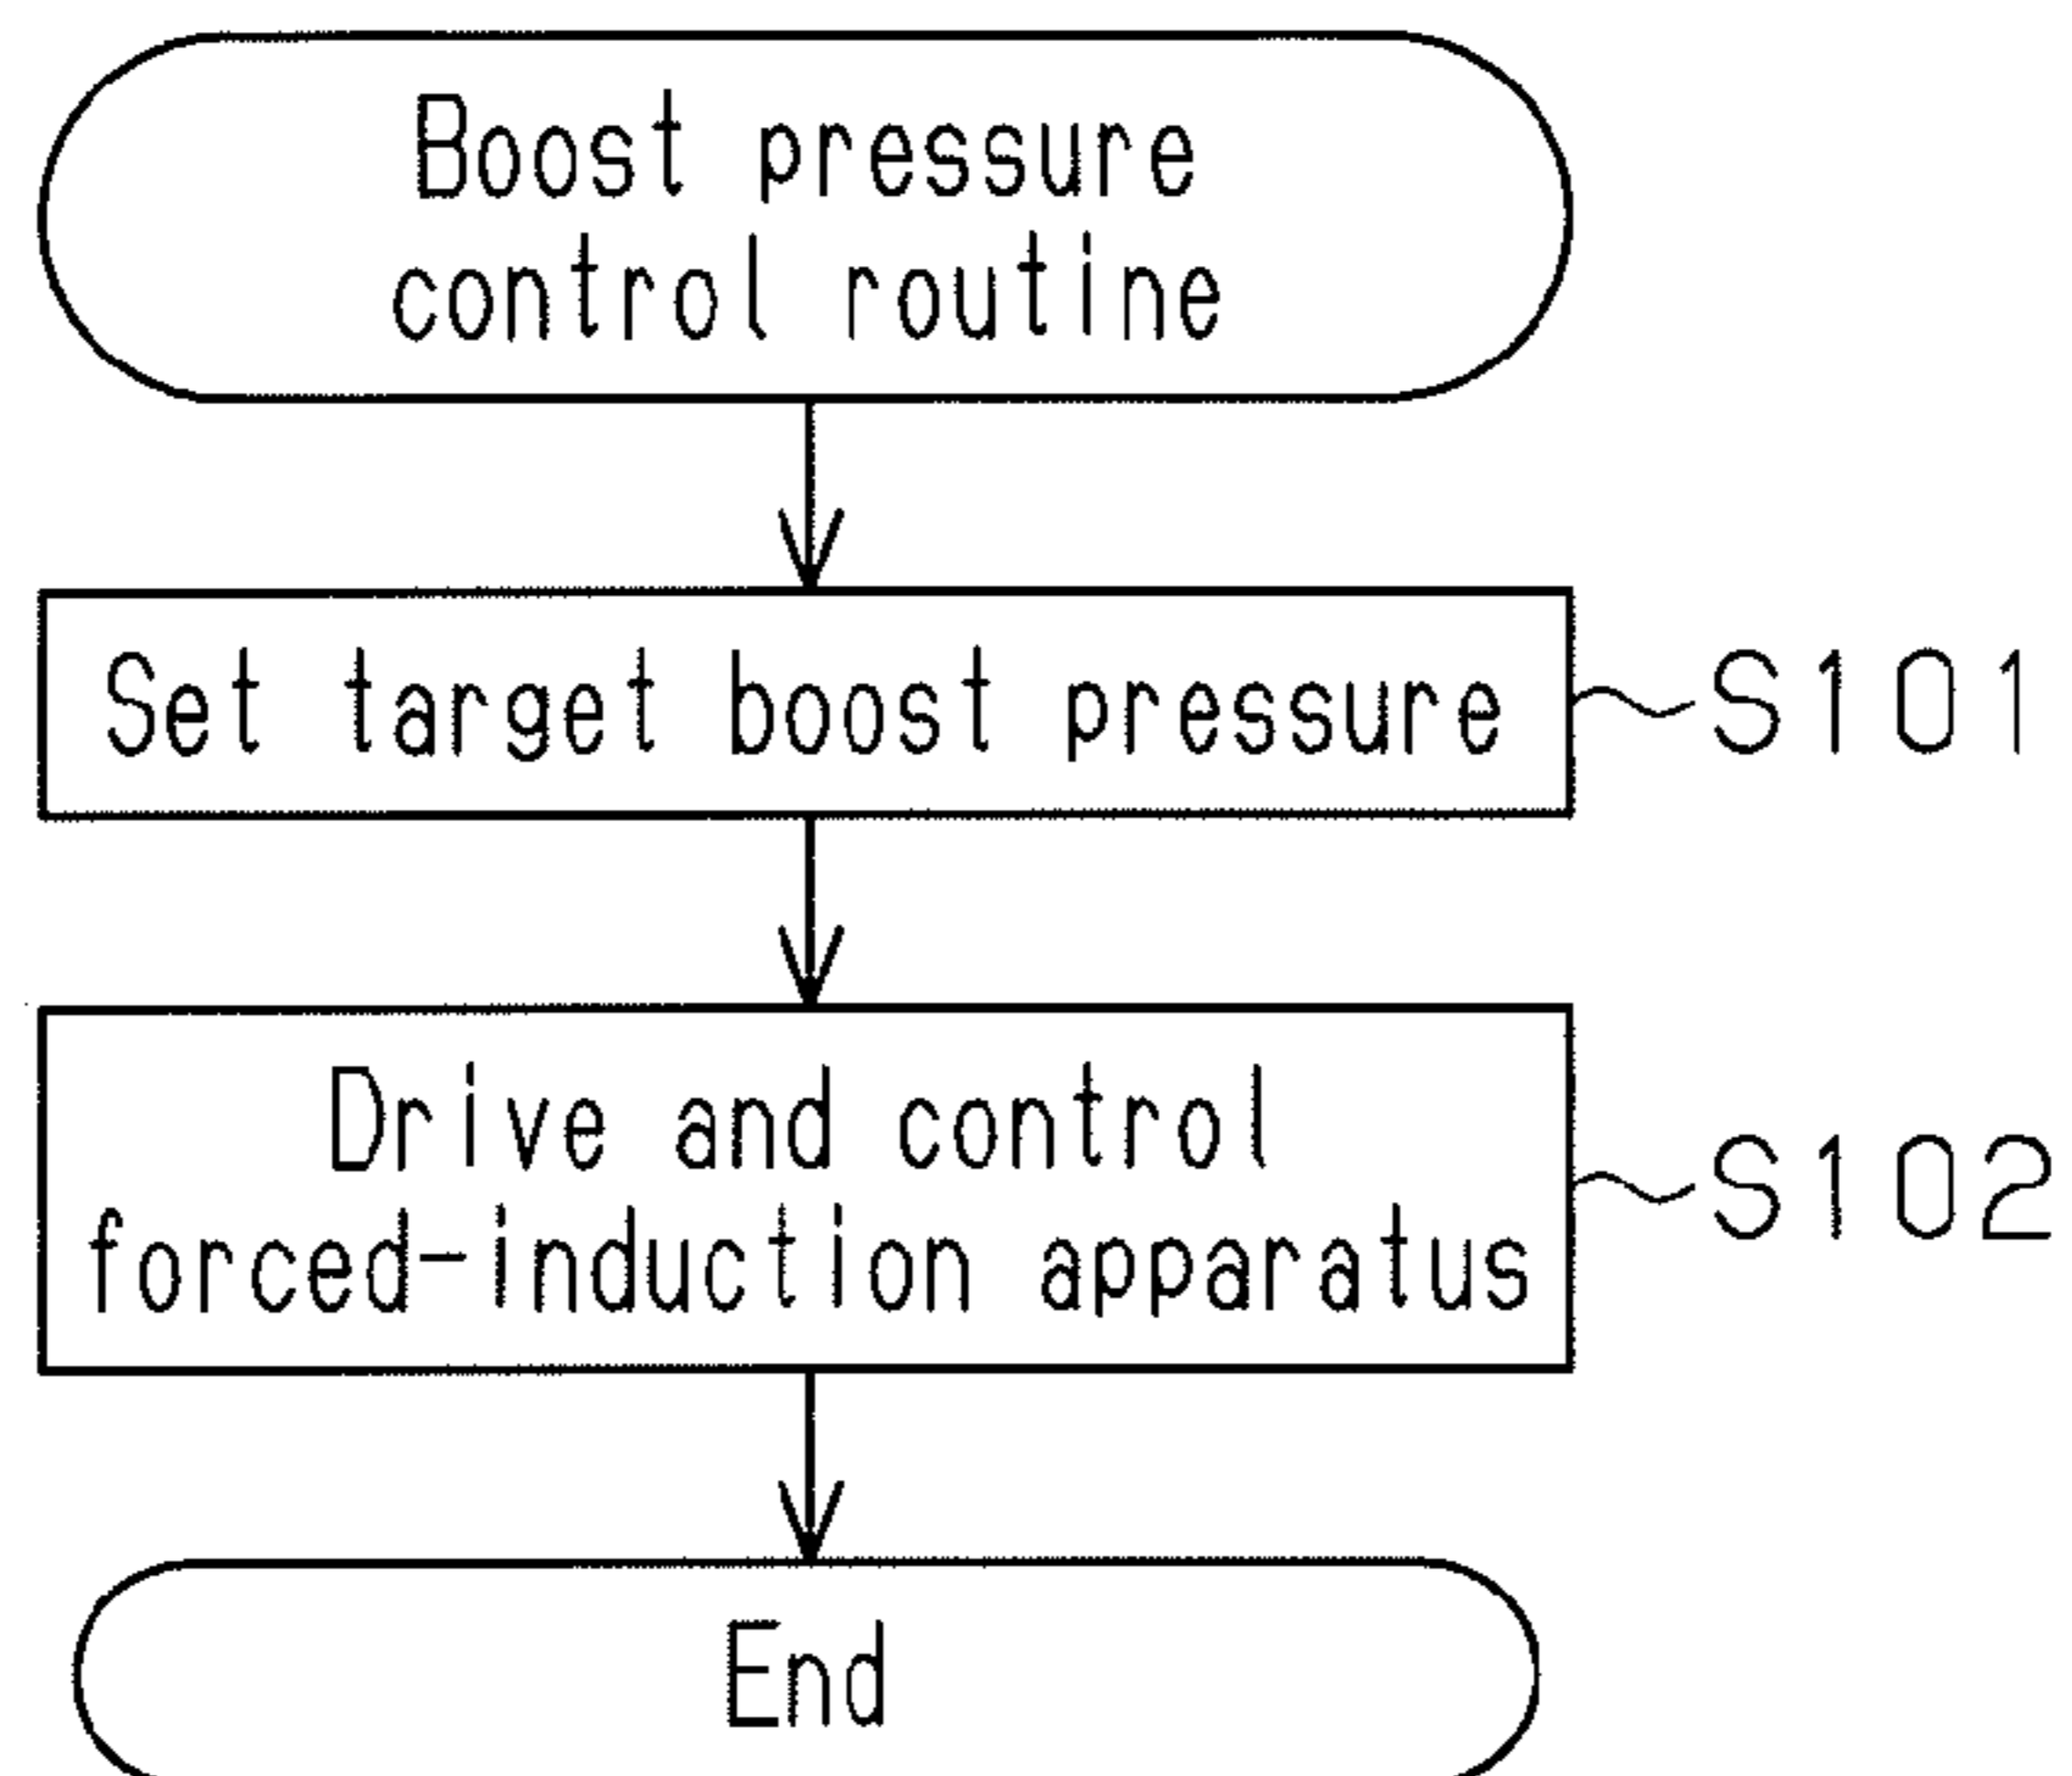 Boost pressure
control routine
Set target boost pressure
S101
Drive and control
forced-induction apparatus
S102
End